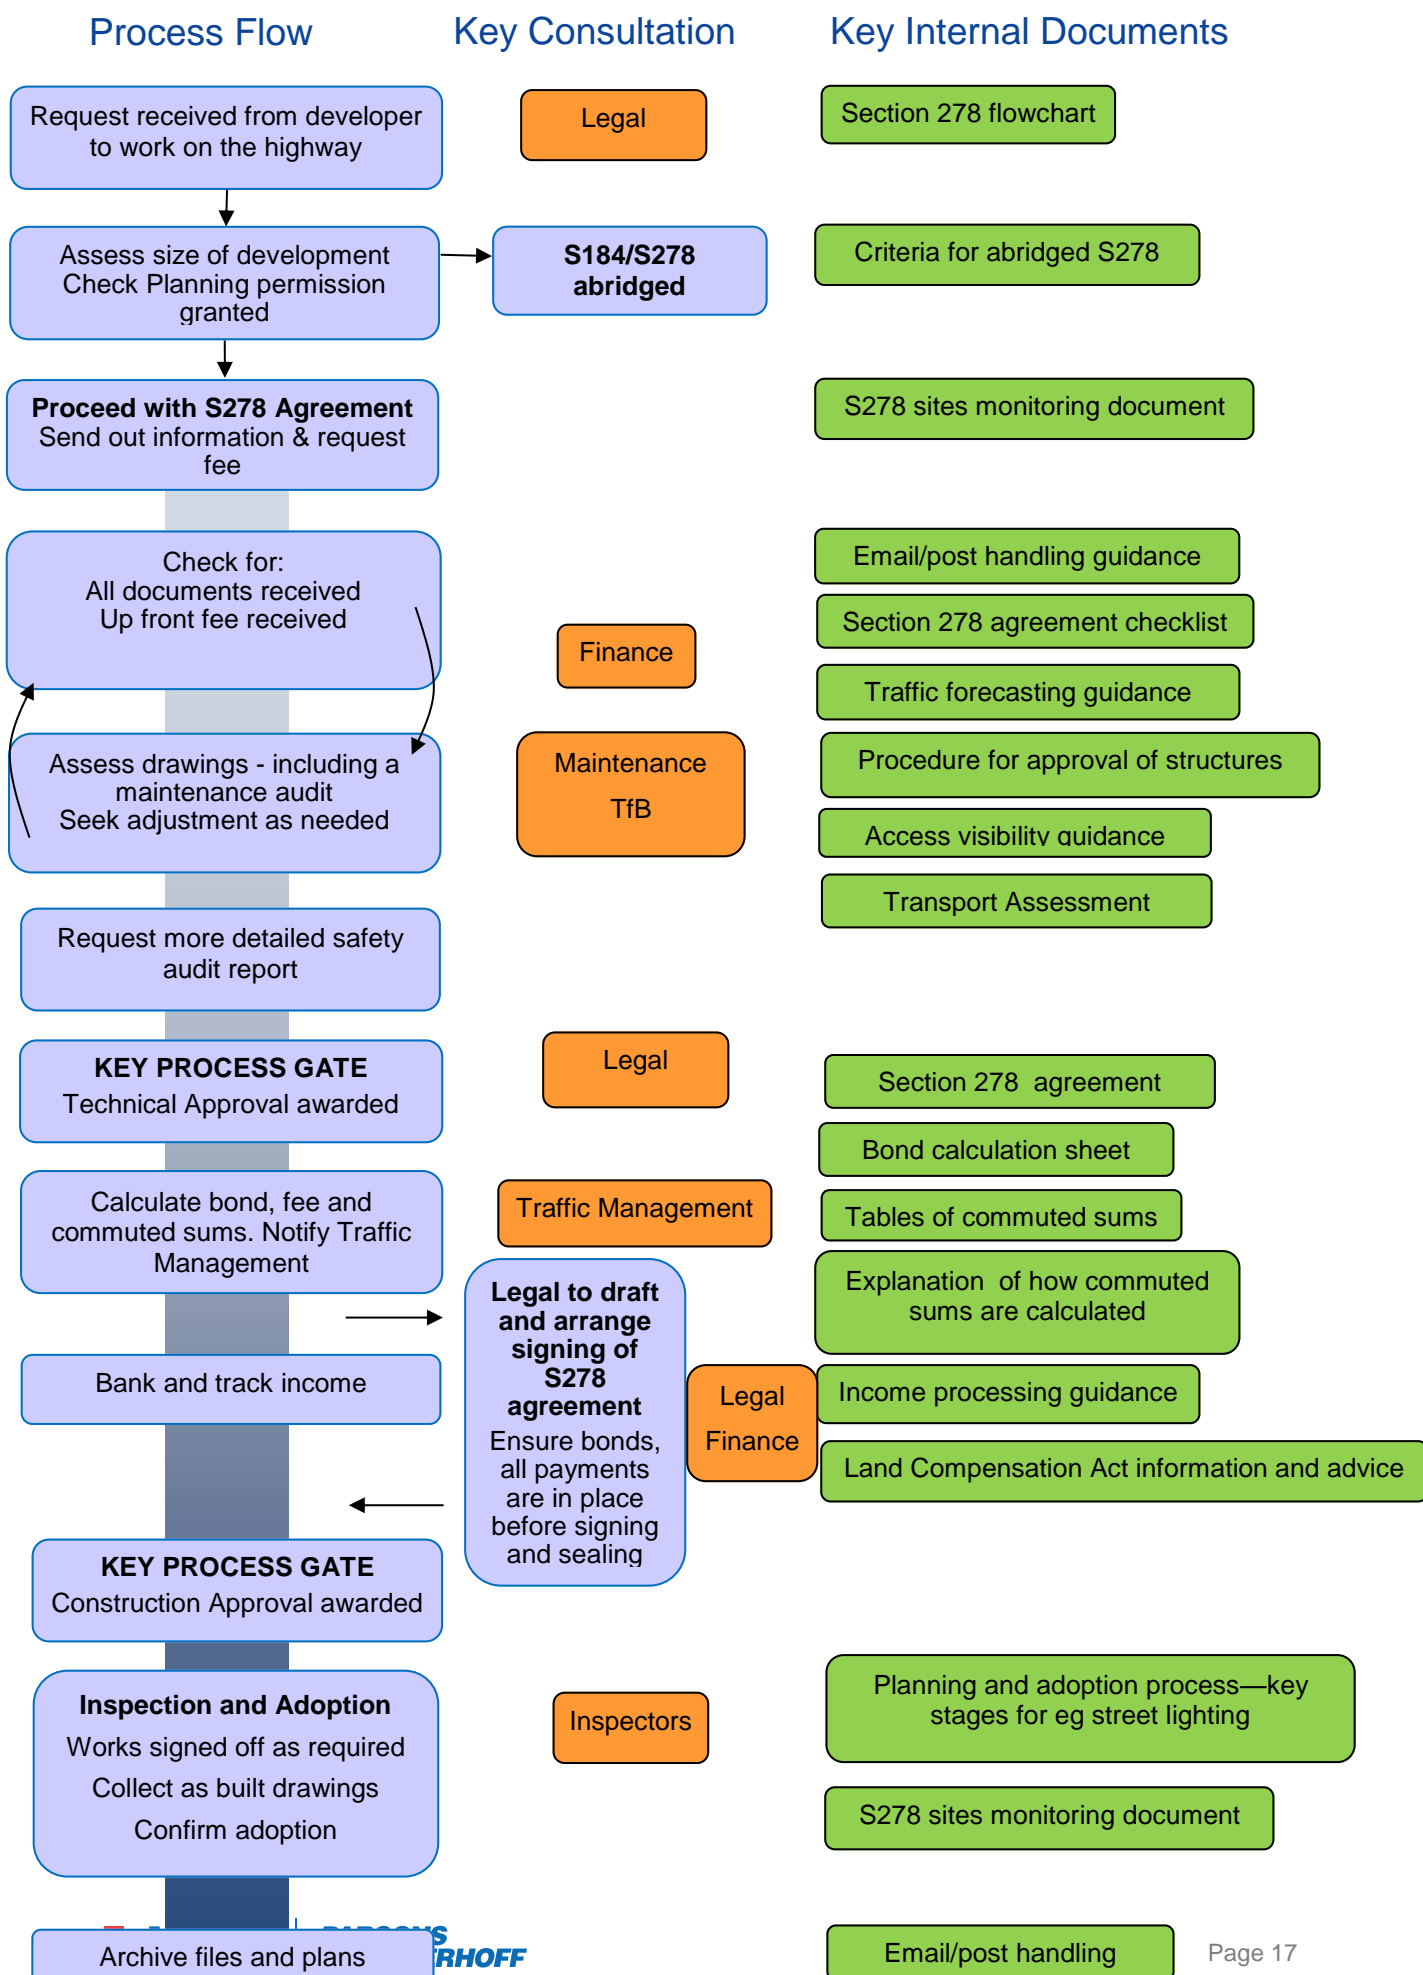 Process Flow
Key Consultation
Key Internal Documents
Request received from developer
to work on the highway
Legal
Section 278 flowchart
Assess size of development
Check Planning permission
granted
S184/S278
abridged
Criteria for abridged S278
Proceed with S278 Agreement
Send out information & request
fee
S278 sites monitoring document
Check for:
All documents received
Up front fee received
Finance
Email/post handling guidance
Section 278 agreement checklist
Traffic forecasting guidance
Assess drawings - including a
maintenance audit
Seek adjustment as needed
Maintenance
TfB
Procedure for approval of structures
Access visibility guidance
Transport Assessment
Request more detailed safety
audit report
KEY PROCESS GATE
Technical Approval awarded
Legal
Section 278 agreement
Bond calculation sheet
Calculate bond, fee and
commuted sums. Notify Traffic
Management
Traffic Management
Tables of commuted sums
Explanation of how commuted
sums are calculated
Legal to draft
and arrange
signing of
S278
agreement
Ensure bonds,
all payments
are in place
before signing
and sealing
Bank and track income
Legal
Finance
Income processing guidance
Land Compensation Act information and advice
KEY PROCESS GATE
Construction Approval awarded
Inspection and Adoption
Works signed off as required
Collect as built drawings
Confirm adoption
Inspectors
Planning and adoption process—key
stages for eg street lighting
S278 sites monitoring document
Archive files and plans
RHOFF
Email/post handling
Page 17